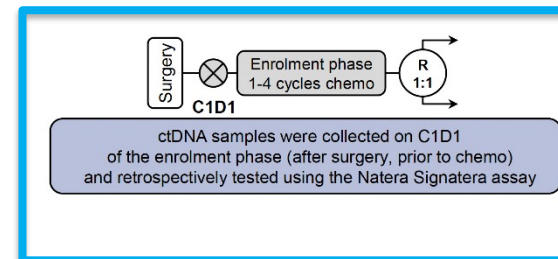 Surgery
C1D1
Enrolment phase
1-4 cycles chemo
R
1:1
ctDNA samples were collected on C1D1
of the enrolment phase (after surgery, prior to chemo)
and retrospectively tested using the Natera Signatera assay